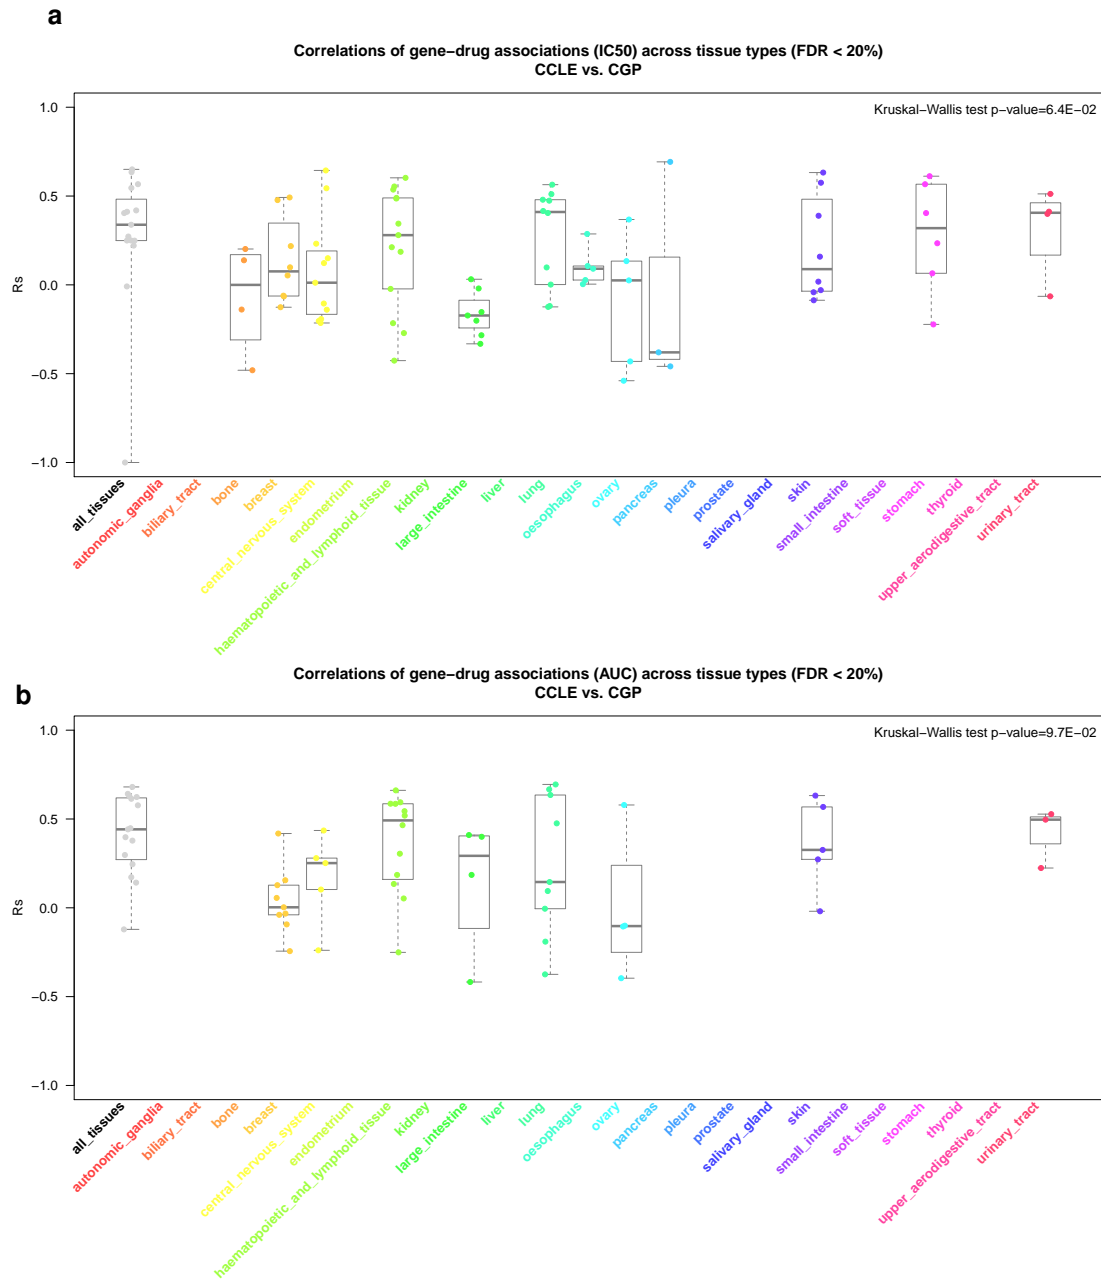 a
Correlations of gene−drug associations (IC50) across tissue types (FDR < 20%)
CCLE vs. CGP
Kruskal−Wallis test p−value=6.4E−02
1.0
0.5
0.0
−0.5
−1.0
Rs
all_tissues
autonomic_ganglia
biliary_tract
bone
breast
central_nervous_system
endometrium
haematopoietic_and_lymphoid_tissue
kidney
large_intestine
liver
lung
oesophagus
ovary
pancreas
pleura
prostate
salivary_gland
skin
small_intestine
soft_tissue
stomach
thyroid
upper_aerodigestive_tract
urinary_tract
b
Correlations of gene−drug associations (AUC) across tissue types (FDR < 20%)
CCLE vs. CGP
Kruskal−Wallis test p−value=9.7E−02
1.0
0.5
0.0
−0.5
−1.0
Rs
all_tissues
autonomic_ganglia
biliary_tract
bone
breast
central_nervous_system
endometrium
haematopoietic_and_lymphoid_tissue
kidney
large_intestine
liver
lung
oesophagus
ovary
pancreas
pleura
prostate
salivary_gland
skin
small_intestine
soft_tissue
stomach
thyroid
upper_aerodigestive_tract
urinary_tract